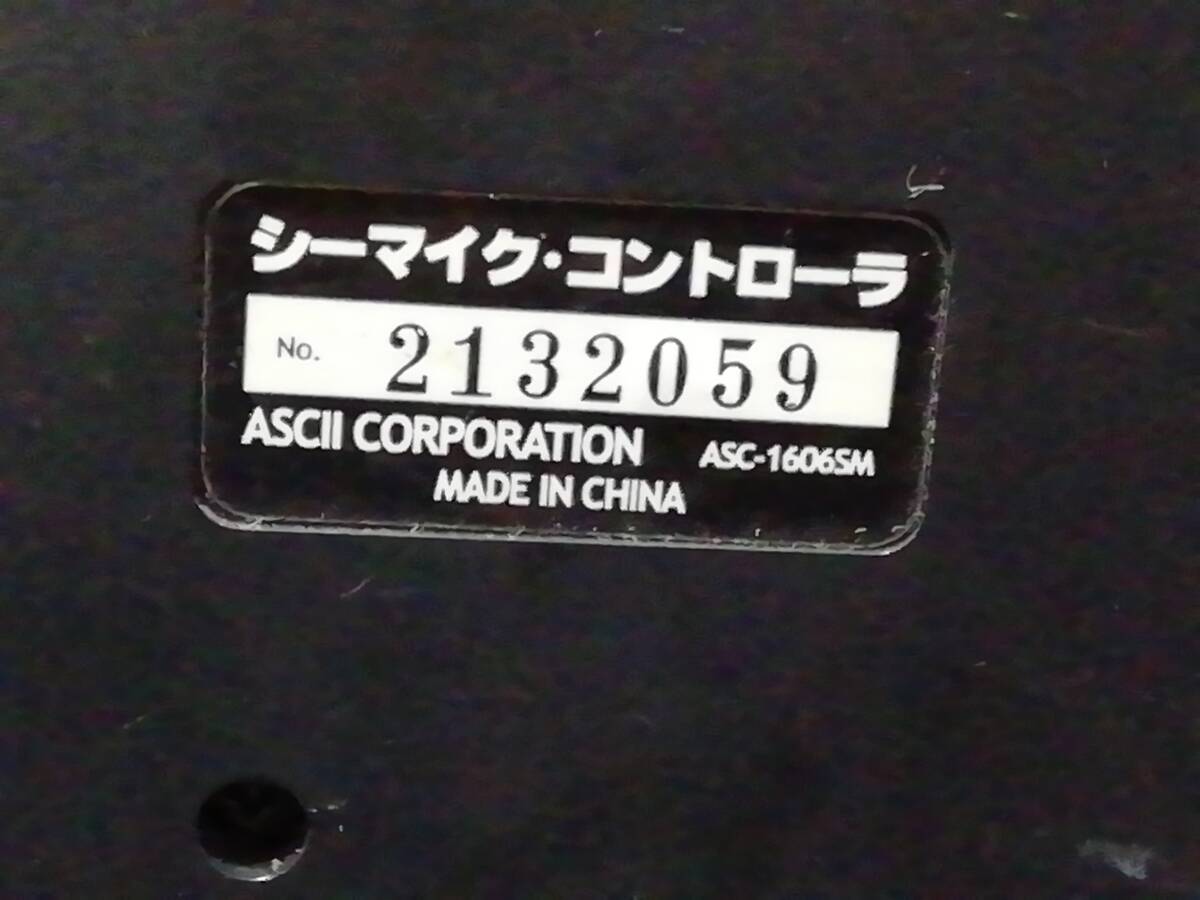 シーマイク・コントローラ
No. 2132059
ASCII CORPORATION ASC-1606SM
MADE IN CHINA